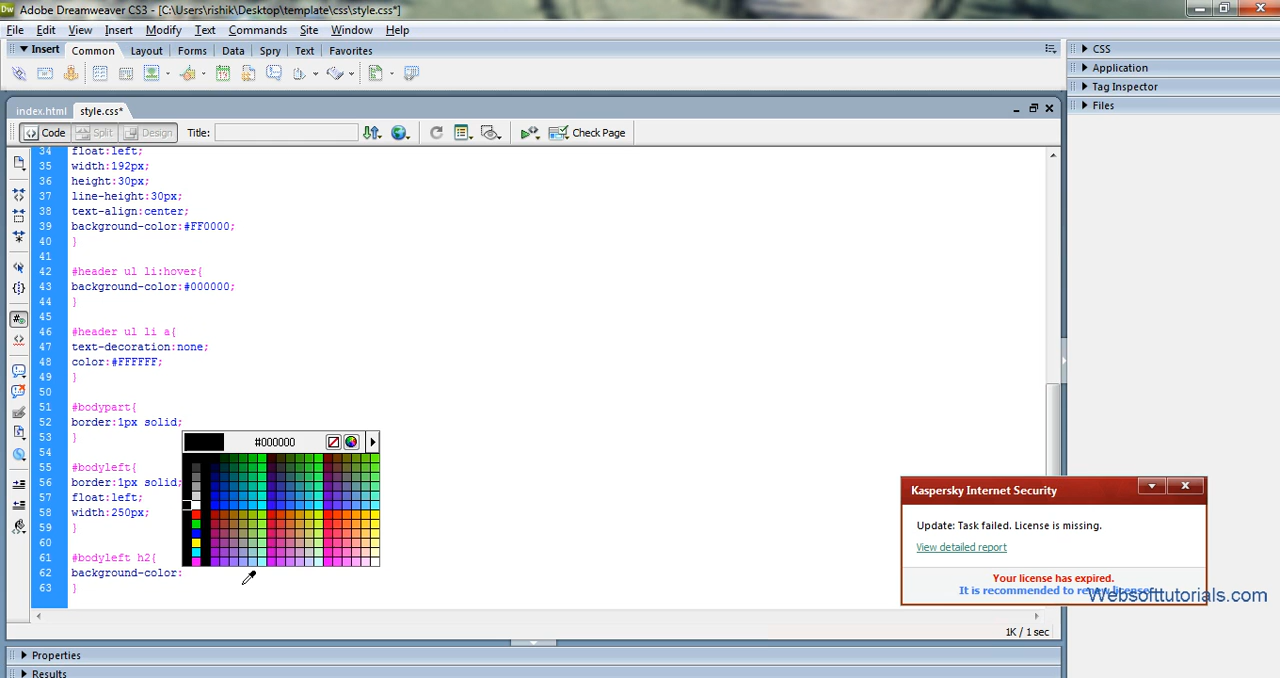 Dw Adobe Dreamweaver CS3 - [C:\Users\rishik\Desktop\template\css\style.css*]
File Edit View Insert Modify Text Commands Site Window Help
Insert Common Layout Forms Data Spry Text Favorites
CSS
Application
Tag Inspector
Files
index.html style.css*
Code Split Design Title: Check Page
34 float:left;
35 width:192px;
36 height:30px;
37 line-height:30px;
38 text-align:center;
39 background-color:#FF0000;
40 }
41
42 #header ul li:hover{
43 background-color:#000000;
44 }
45
46 #header ul li a{
47 text-decoration:none;
48 color:#FFFFFF;
49 }
50
51 #bodypart{
52 border:1px solid;
53 }
54
#000000
55 #bodyleft{
56 border:1px solid;
57 float:left;
58 width:250px;
59 }
60
61 #bodyleft h2{
62 background-color:
63 }
Kaspersky Internet Security
Update: Task failed. License is missing.
View detailed report
Your license has expired.
It is recommended to renew license
Websofttutorials.com
1K / 1 sec
Properties
Results